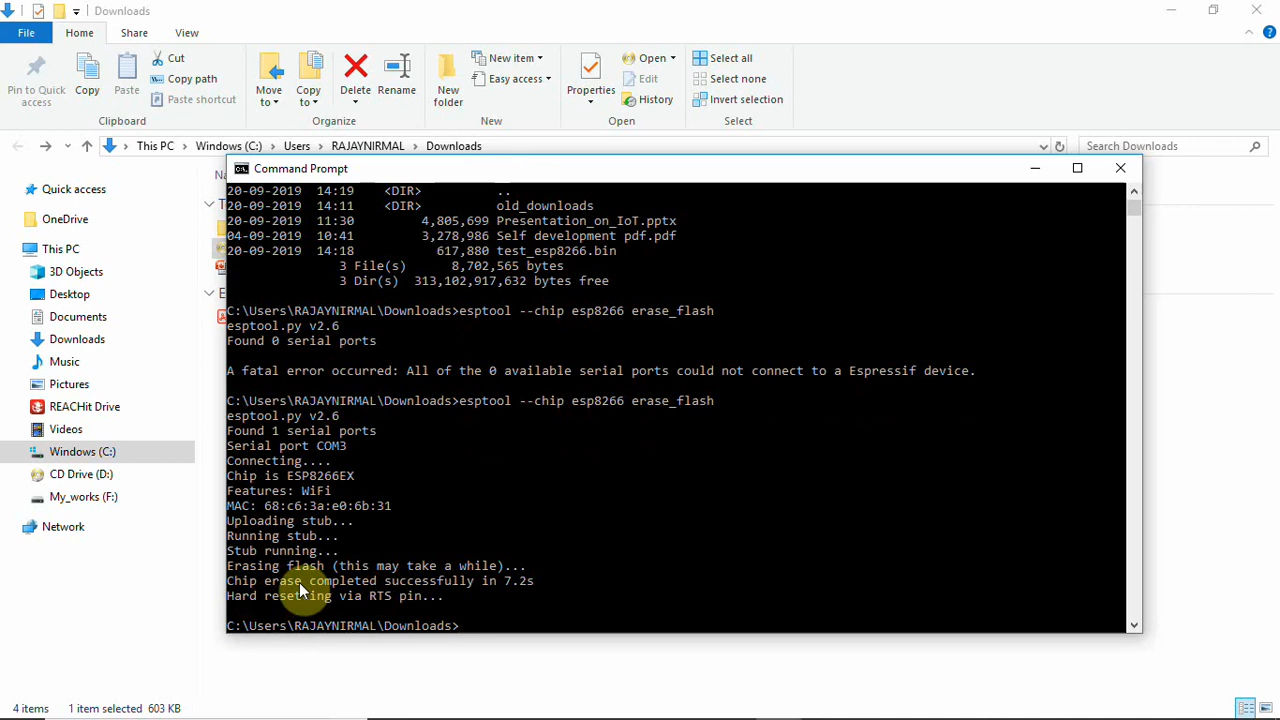 Downloads
File Home Share View
Pin to Quick access
Copy
Paste
Cut
Copy path
Paste shortcut
Clipboard
Move to
Copy to
Delete
Rename
Organize
New folder
New item
Easy access
New
Properties
Open
Edit
History
Open
Select all
Select none
Invert selection
Select
This PC Windows (C:) Users RAJAYNIRMAL Downloads
Search Downloads
Quick access
OneDrive
This PC
3D Objects
Desktop
Documents
Downloads
Music
Pictures
REACHit Drive
Videos
Windows (C:)
CD Drive (D:)
My_works (F:)
Network
Command Prompt
20-09-2019 14:19 <DIR> ..
20-09-2019 14:11 <DIR> old_downloads
20-09-2019 11:30 4,805,699 Presentation_on_IoT.pptx
04-09-2019 10:41 3,278,986 Self development pdf.pdf
20-09-2019 14:18 617,880 test_esp8266.bin
3 File(s) 8,702,565 bytes
3 Dir(s) 313,102,917,632 bytes free
C:\Users\RAJAYNIRMAL\Downloads>esptool --chip esp8266 erase_flash
esptool.py v2.6
Found 0 serial ports
A fatal error occurred: All of the 0 available serial ports could not connect to a Espressif device.
C:\Users\RAJAYNIRMAL\Downloads>esptool --chip esp8266 erase_flash
esptool.py v2.6
Found 1 serial ports
Serial port COM3
Connecting....
Chip is ESP8266EX
Features: WiFi
MAC: 68:c6:3a:e0:6b:31
Uploading stub...
Running stub...
Stub running...
Erasing flash (this may take a while)...
Chip erase completed successfully in 7.2s
Hard resetting via RTS pin...
C:\Users\RAJAYNIRMAL\Downloads>
4 items 1 item selected 603 KB